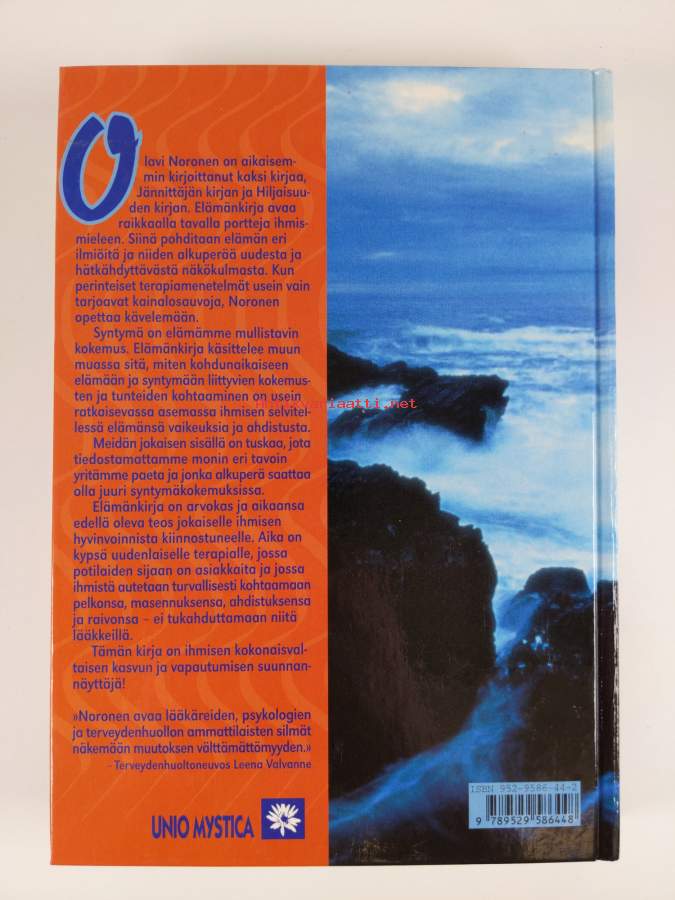 Olavi Noronen on aikaisem-
min kirjoittanut kaksi kirjaa,
Jännittäjän kirjan ja Hiljaisuu-
den kirjan. Elämänkirja avaa
raikkaalla tavalla portteja ihmis-
mieleen. Siinä pohditaan elämän eri
ilmiöitä ja niiden alkuperää uudesta ja
hätkähdyttävästä näkökulmasta. Kun
perinteiset terapiamenetelmät usein vain
tarjoavat kainalosauvoja, Noronen
opettaa kävelemään.
Syntymä on elämämme mullistavin
kokemus. Elämänkirja käsittelee muun
muassa sitä, miten kohdunaikaiseen
elämään ja syntymään liittyvien kokemus-
ten ja tunteiden kohtaaminen on usein
ratkaisevassa asemassa ihmisen selvitel-
lessä elämänsä vaikeuksia ja ahdistusta.
Meidän jokaisen sisällä on tuskaa, jota
tiedostamattamme monin eri tavoin
yritämme paeta ja jonka alkuperä saattaa
olla juuri syntymäkokemuksissa.
Elämänkirja on arvokas ja aikaansa
edellä oleva teos jokaiselle ihmisen
hyvinvoinnista kiinnostuneelle. Aika on
kypsä uudenlaiselle terapialle, jossa
potilaiden sijaan on asiakkaita ja jossa
ihmistä autetaan turvallisesti kohtaamaan
pelkonsa, masennuksensa, ahdistuksensa
ja raivonsa – ei tukahduttamaan niitä
lääkkeillä.
Tämän kirja on ihmisen kokonaisval-
taisen kasvun ja vapautumisen suunnan-
näyttäjä!
»Noronen avaa lääkäreiden, psykologien
ja terveydenhuollon ammattilaisten silmät
näkemään muutoksen välttämättömyyden.»
- Terveydenhuoltoneuvos Leena Valvanne
UNIO MYSTICA
ISBN 952-9586-44-2
9 789529 586448